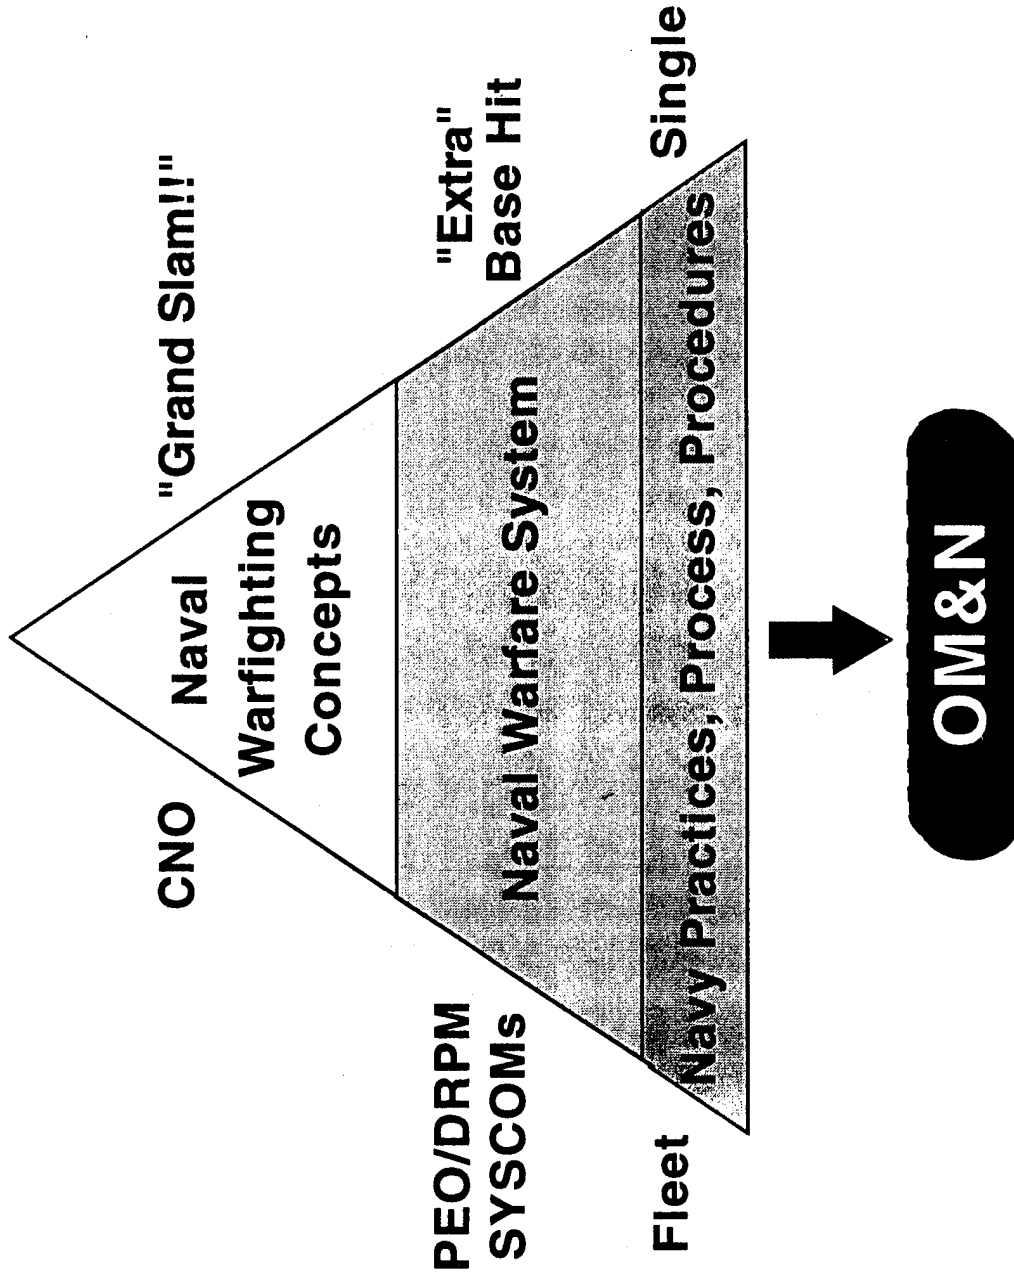 CNO
Naval
Warfighting
Concepts
"Grand Slam!!"
PEO/DRPM
SYSCOMs
Naval Warfare System
"Extra"
Base Hit
Fleet
Navy Practices, Process, Procedures
Single
OM&N